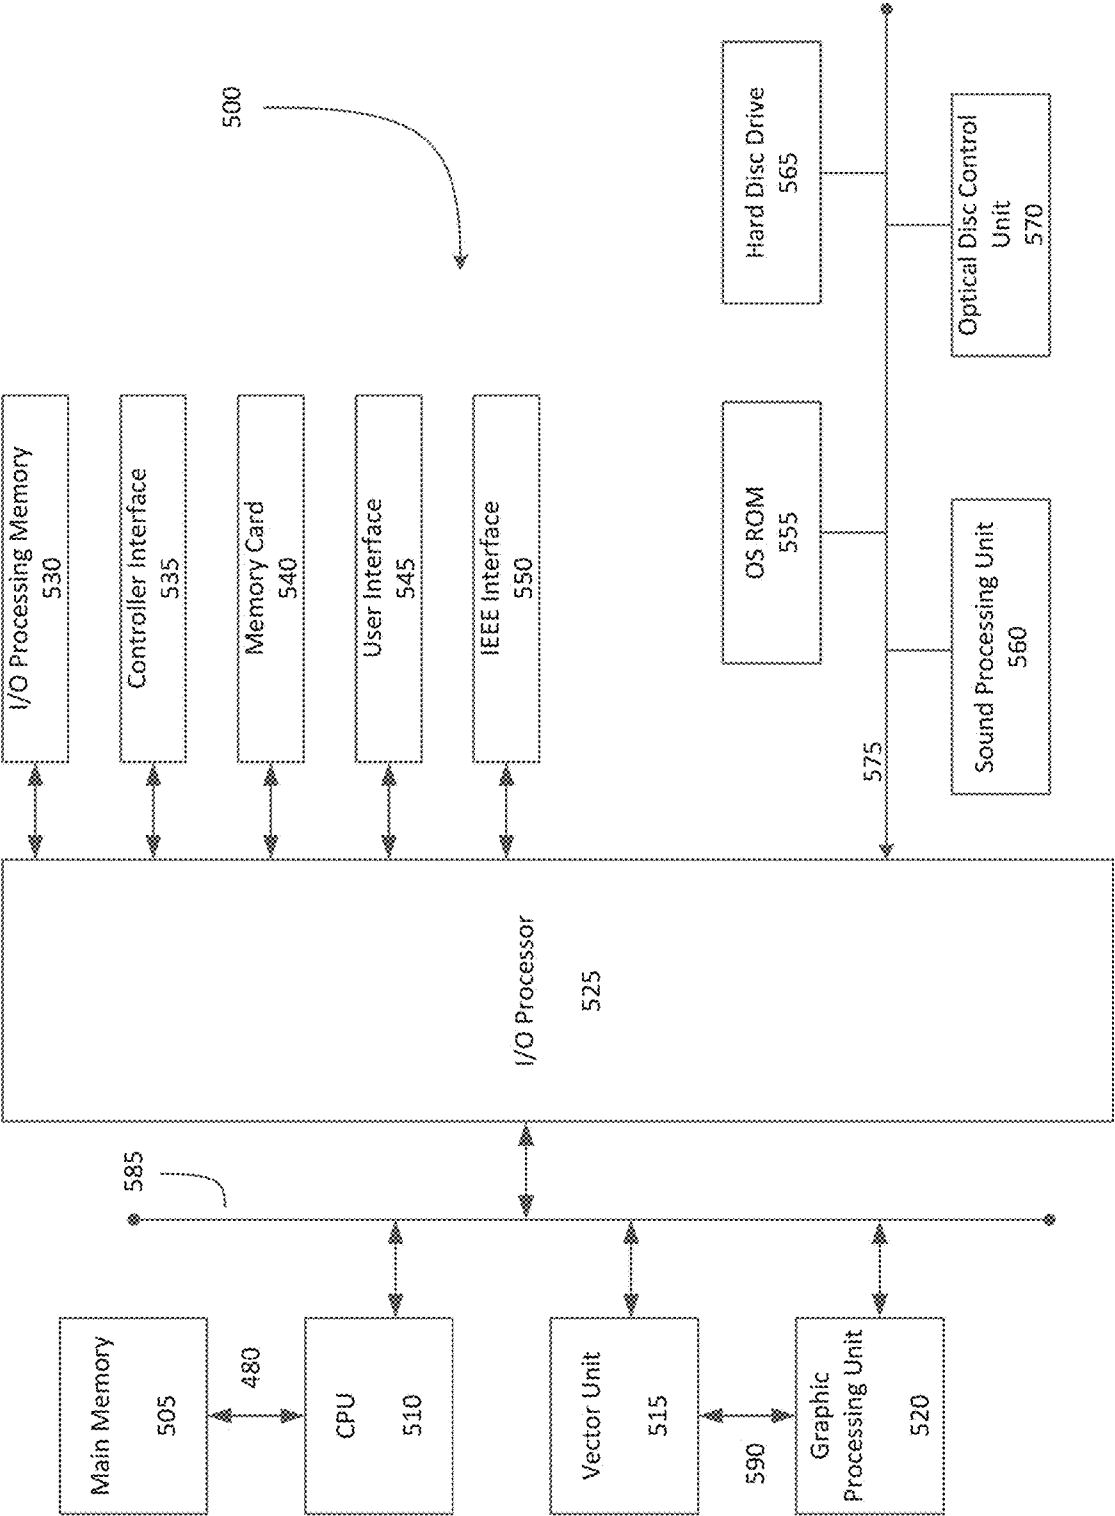 500
Main Memory
505
480
CPU
510
Vector Unit
515
590
Graphic
Processing Unit
520
585
I/O Processor
525
I/O Processing Memory
530
Controller Interface
535
Memory Card
540
User Interface
545
IEEE Interface
550
575
OS ROM
555
Sound Processing Unit
560
Hard Disc Drive
565
Optical Disc Control
Unit
570